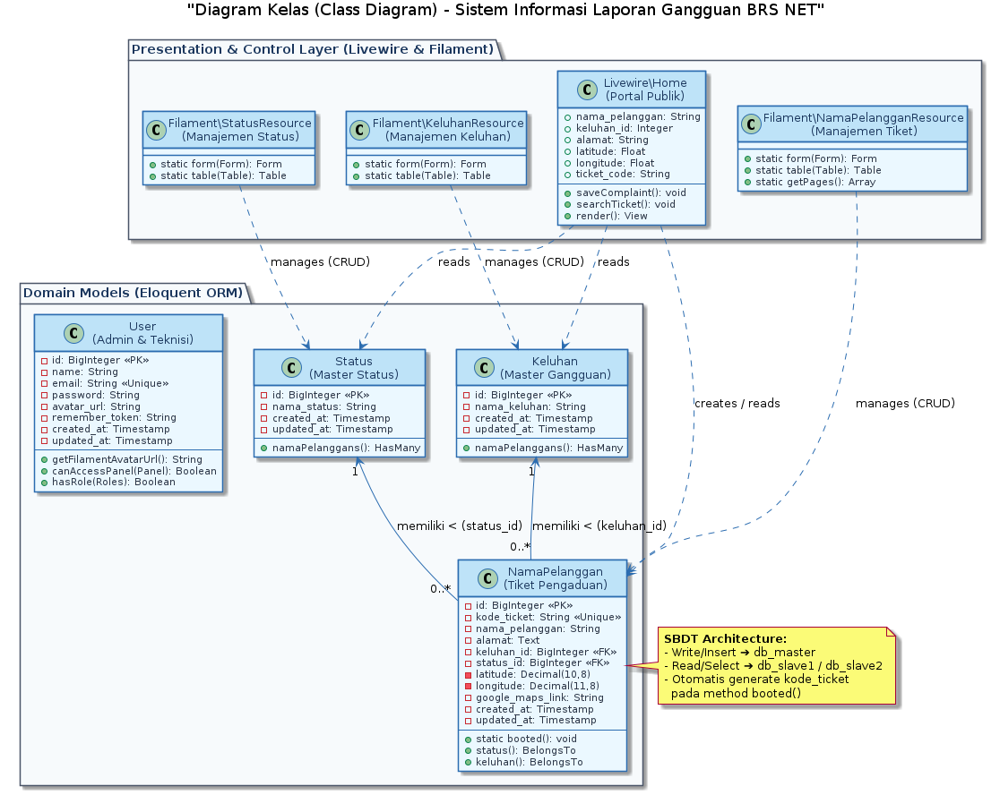 "Diagram Kelas (Class Diagram) - Sistem Informasi Laporan Gangguan BRS NET"
Presentation & Control Layer (Livewire & Filament)
C
Filament\StatusResource
(Manajemen Status)
static form(Form): Form
static table(Table): Table
C
Filament\KeluhanResource
(Manajemen Keluhan)
static form(Form): Form
static table(Table): Table
C
Livewire\Home
(Portal Publik)
nama_pelanggan: String
keluhan_id: Integer
alamat: String
latitude: Float
longitude: Float
ticket_code: String
saveComplaint(): void
searchTicket(): void
render(): View
C
Filament\NamaPelangganResource
(Manajemen Tiket)
static form(Form): Form
static table(Table): Table
static getPages(): Array
manages (CRUD)
reads
manages (CRUD)
reads
Domain Models (Eloquent ORM)
C
User
(Admin & Teknisi)
id: BigInteger «PK»
name: String
email: String «Unique»
password: String
avatar_url: String
remember_token: String
created_at: Timestamp
updated_at: Timestamp
getFilamentAvatarUrl(): String
canAccessPanel(Panel): Boolean
hasRole(Roles): Boolean
C
Status
(Master Status)
id: BigInteger «PK»
nama_status: String
created_at: Timestamp
updated_at: Timestamp
namaPelanggans(): HasMany
C
Keluhan
(Master Gangguan)
id: BigInteger «PK»
nama_keluhan: String
created_at: Timestamp
updated_at: Timestamp
namaPelanggans(): HasMany
creates / reads
manages (CRUD)
1
1
memiliki < (status_id)
memiliki < (keluhan_id)
0..*
0..*
C
NamaPelanggan
(Tiket Pengaduan)
id: BigInteger «PK»
kode_ticket: String «Unique»
nama_pelanggan: String
alamat: Text
keluhan_id: BigInteger «FK»
status_id: BigInteger «FK»
latitude: Decimal(10,8)
longitude: Decimal(11,8)
google_maps_link: String
created_at: Timestamp
updated_at: Timestamp
static booted(): void
status(): BelongsTo
keluhan(): BelongsTo
SBDT Architecture:
- Write/Insert ➔ db_master
- Read/Select ➔ db_slave1 / db_slave2
- Otomatis generate kode_ticket
pada method booted()